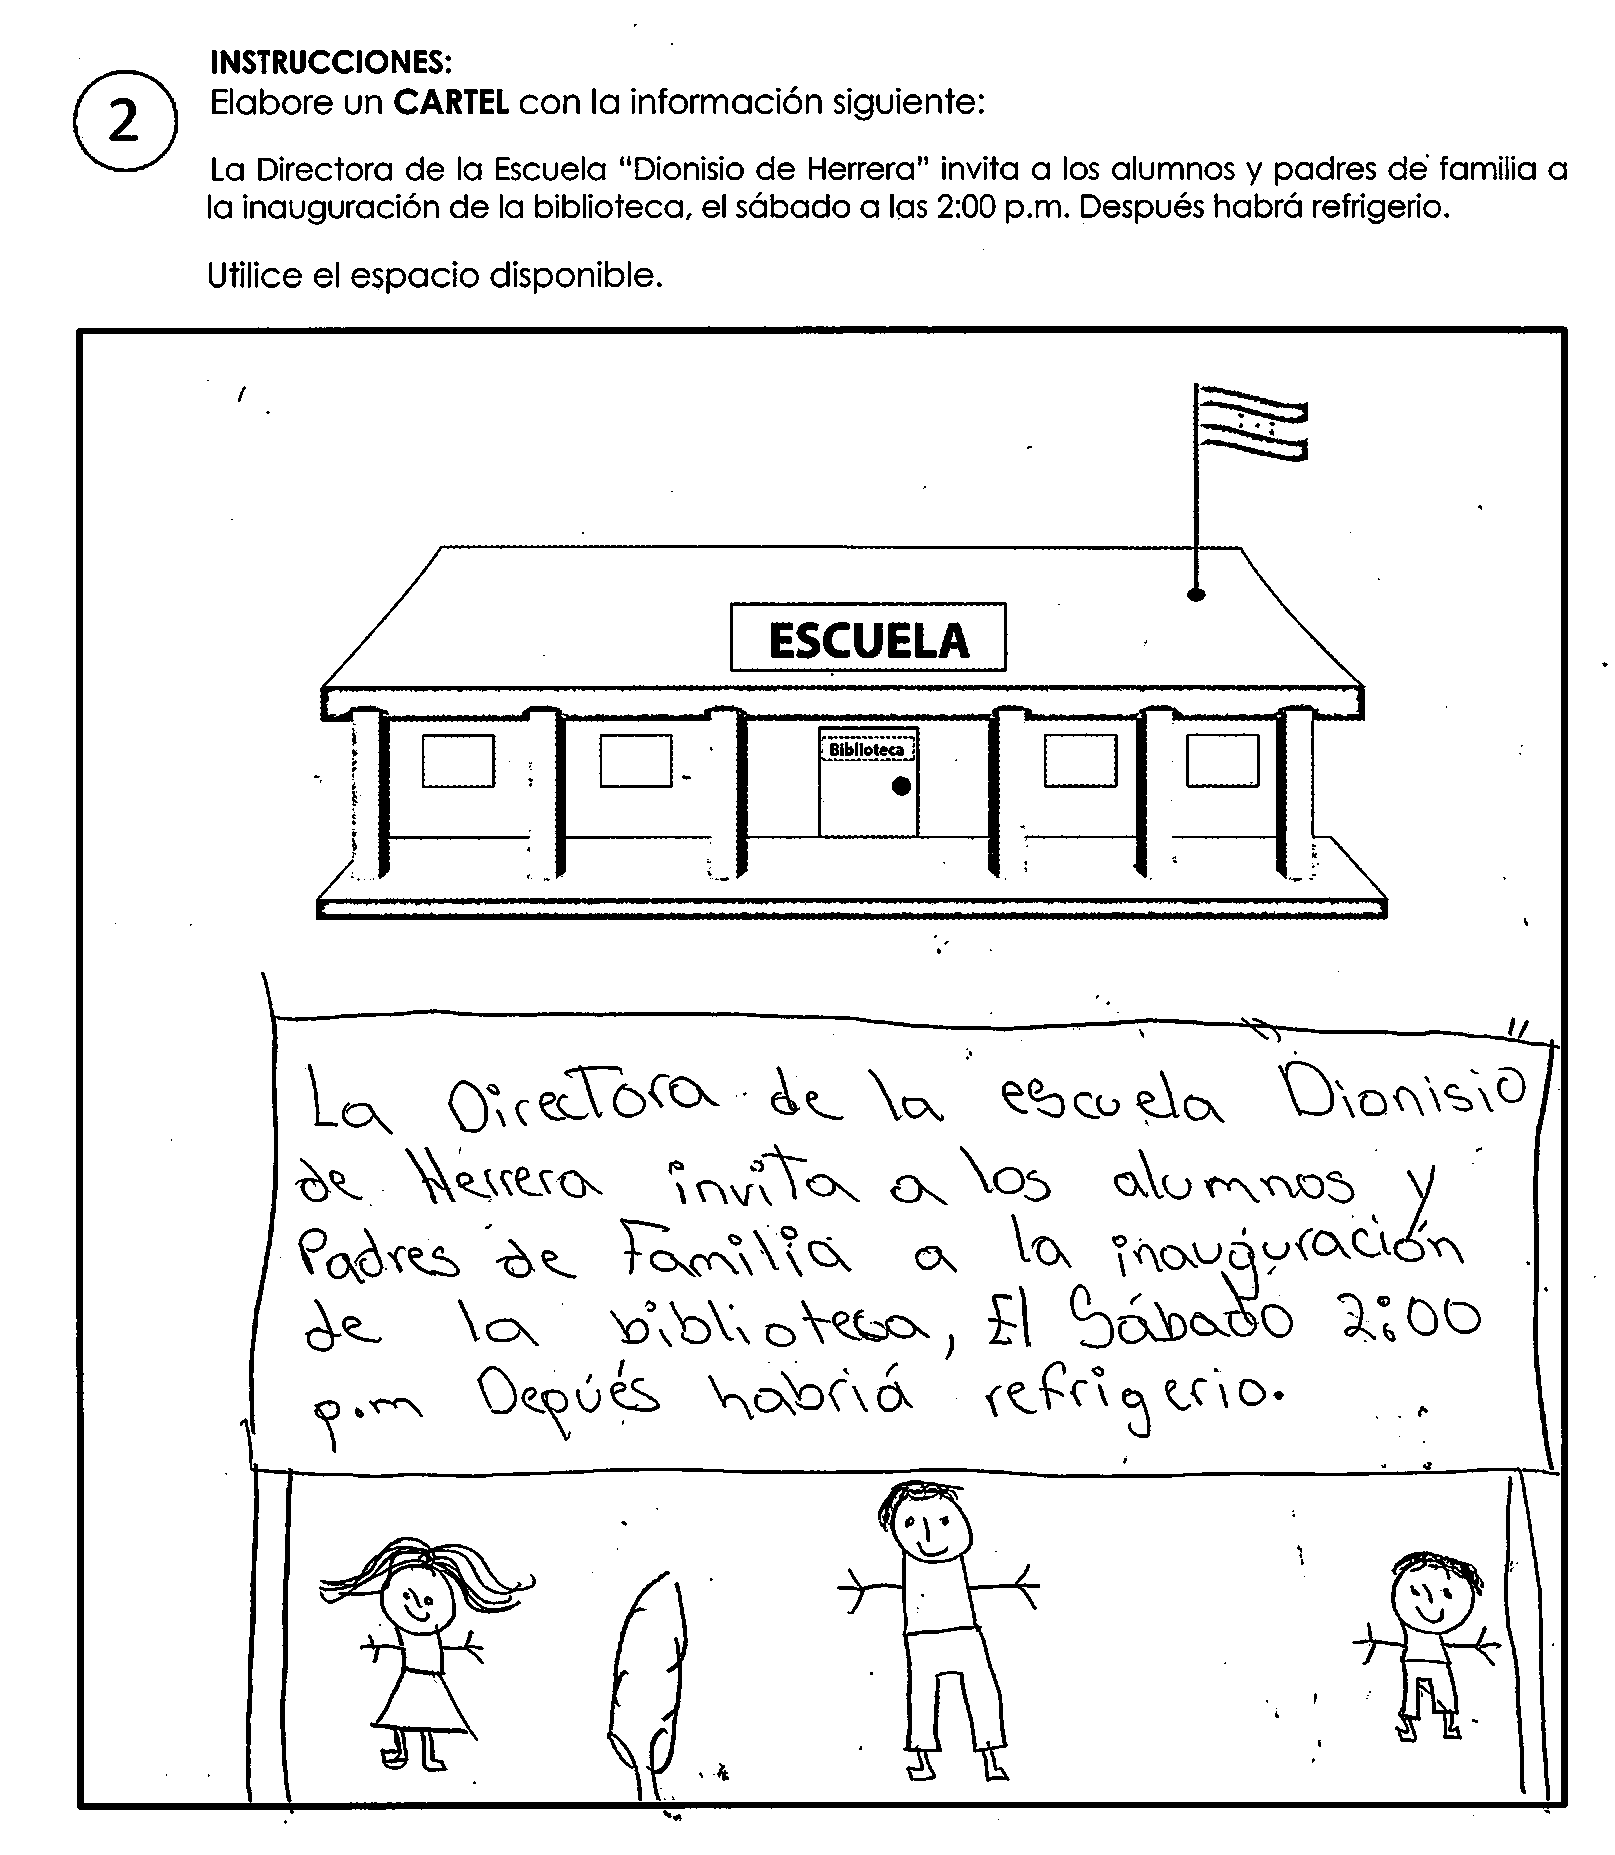 INSTRUCCIONES:
2
Elabore un CARTEL con la información siguiente:
La Directora de la Escuela “Dionisio de Herrera” invita a los alumnos y padres de familia a
la inauguración de la biblioteca, el sábado a las 2:00 p.m. Después habrá refrigerio.
Utilice el espacio disponible.
ESCUELA
Biblioteca
La Directora de la escuela "Dionisio"
de Herrera invita a los alumnos y
Padres de Familia a la inauguración
de la biblioteca, El Sábado 2:00
p.m Depúés habriá refrigerio.